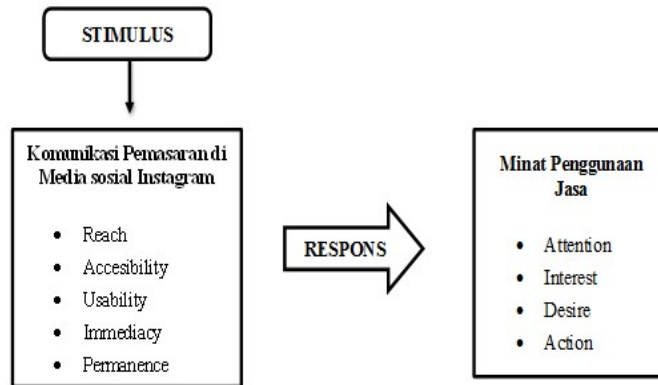 STIMULUS
Komunikasi Pemasaran di
Media sosial Instagram
• Reach
• Accesibility
• Usability
• Immediacy
• Permanence
RESPONS
Minat Penggunaan
Jasa
• Attention
• Interest
• Desire
• Action